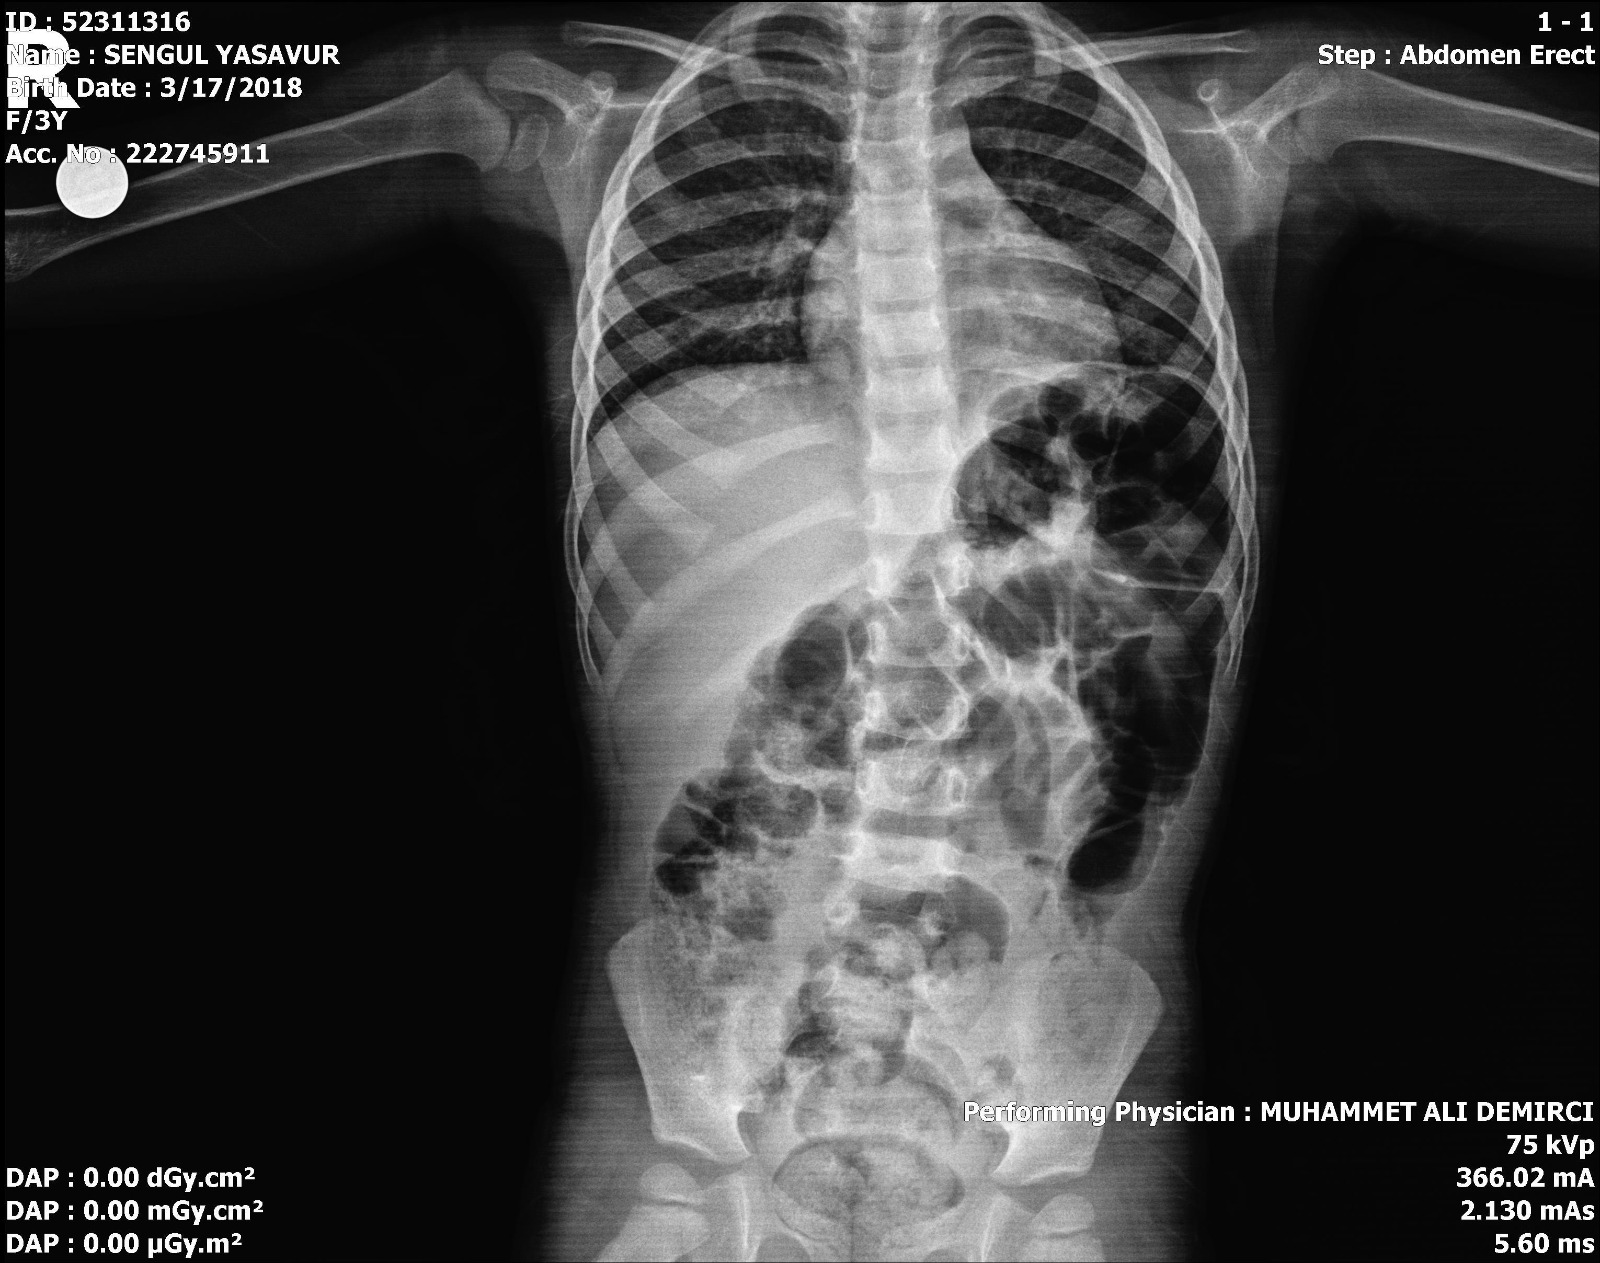 ID : 52311316
R
Name : SENGUL YASAVUR
Birth Date : 3/17/2018
F/3Y
Acc. No : 222745911
1 - 1
Step : Abdomen Erect
Performing Physician : MUHAMMET ALI DEMIRCI
75 kVp
366.02 mA
2.130 mAs
5.60 ms
DAP : 0.00 dGy.cm²
DAP : 0.00 mGy.cm²
DAP : 0.00 µGy.m²